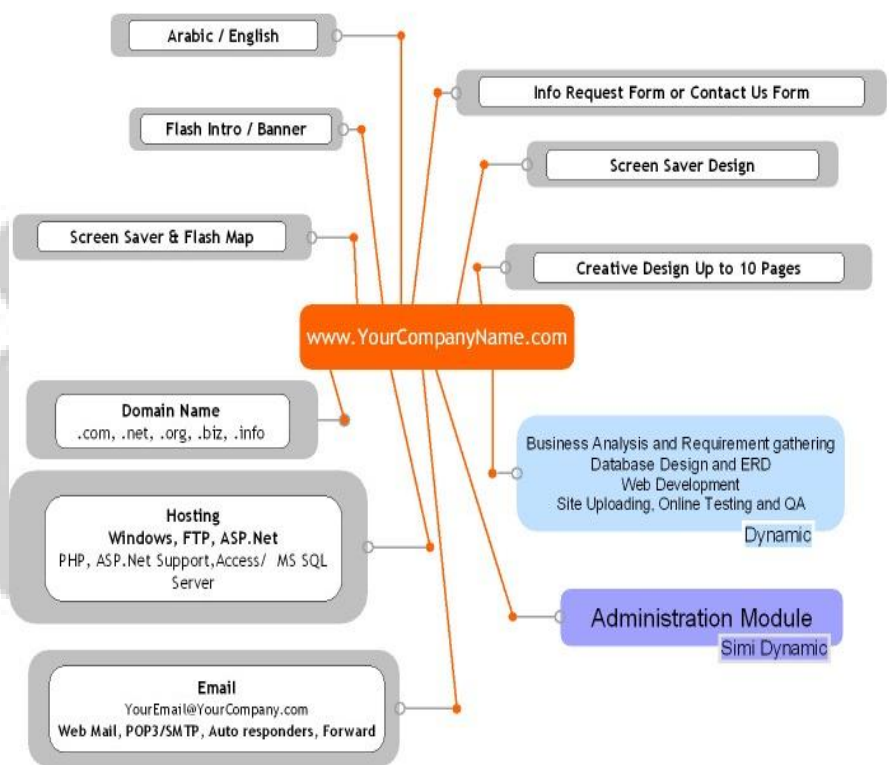 Arabic / English
Info Request Form or Contact Us Form
Flash Intro / Banner
Screen Saver Design
Screen Saver & Flash Map
Creative Design Up to 10 Pages
www.YourCompanyName.com
Domain Name
.com, .net, .org, .biz, .info
Business Analysis and Requirement gathering
Database Design and ERD
Web Development
Site Uploading, Online Testing and QA
Dynamic
Hosting
Windows, FTP, ASP.Net
PHP, ASP.Net Support,Access/ MS SQL
Server
Administration Module
Simi Dynamic
Email
YourEmail@YourCompany.com
Web Mail, POP3/SMTP, Auto responders, Forward